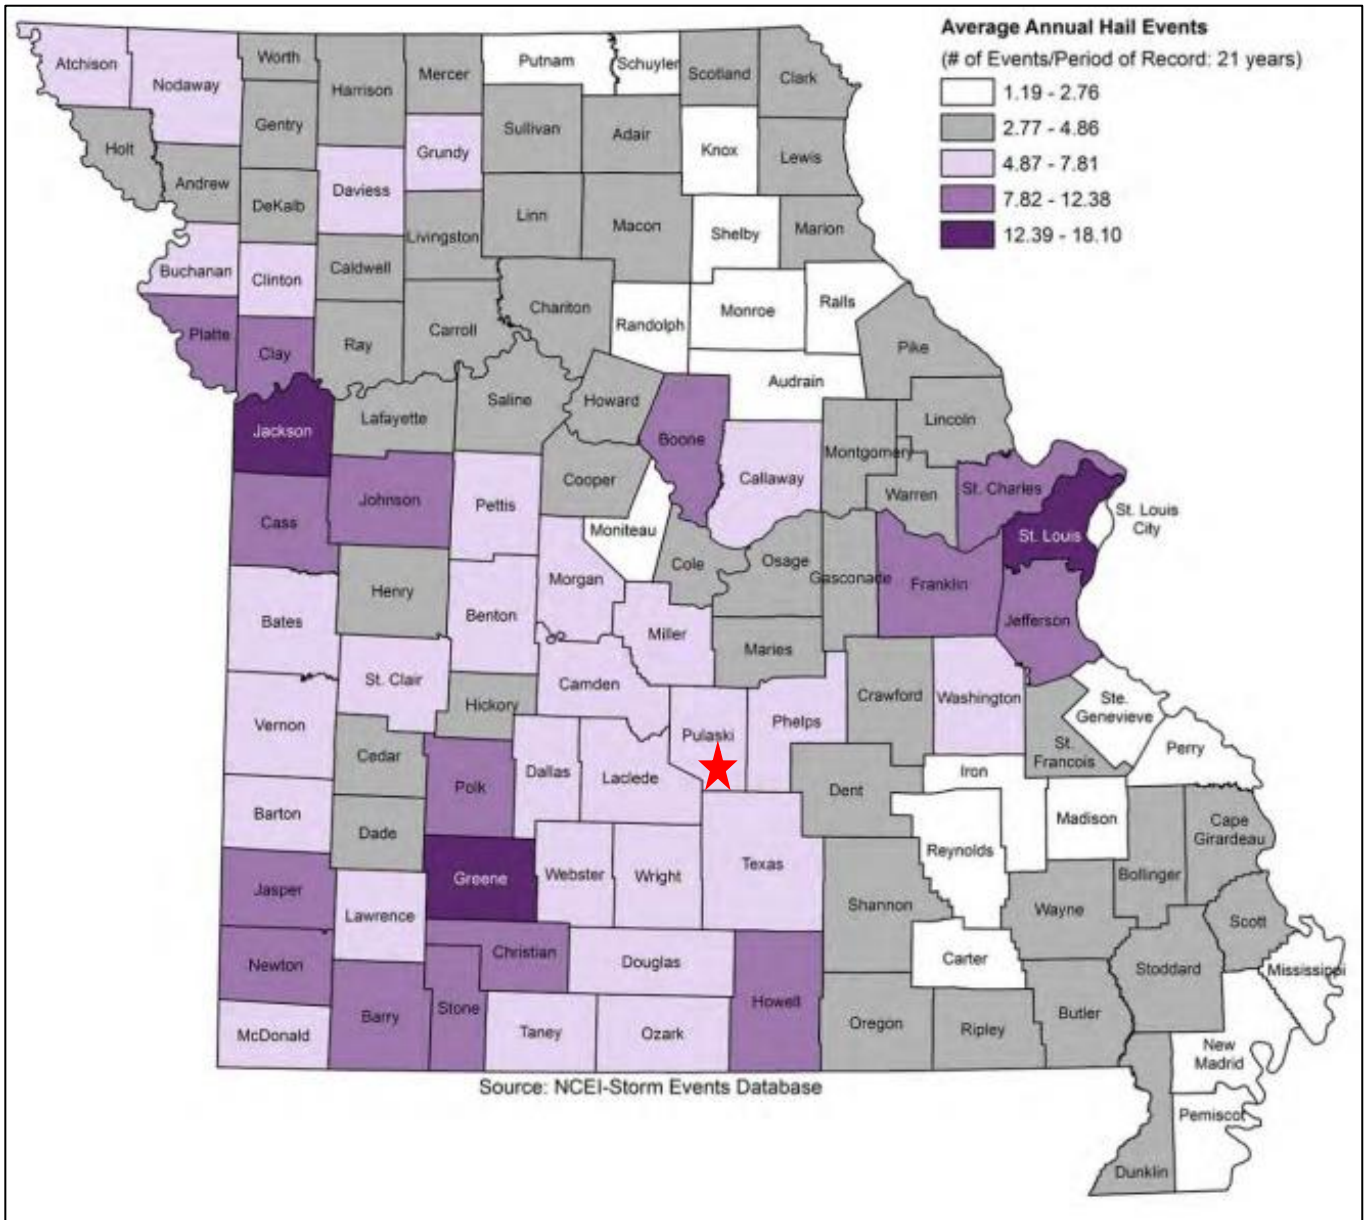 Average Annual Hail Events
(# of Events/Period of Record: 21 years)
1.19 - 2.76
2.77 - 4.86
4.87 - 7.81
7.82 - 12.38
12.39 - 18.10
Atchison
Nodaway
Worth
Harrison
Mercer
Putnam
Schuyler
Scotland
Clark
Holt
Andrew
Gentry
DeKalb
Daviess
Grundy
Sullivan
Adair
Knox
Lewis
Buchanan
Clinton
Caldwell
Livingston
Linn
Macon
Shelby
Marion
Platte
Clay
Ray
Carroll
Chariton
Randolph
Monroe
Ralls
Pike
Audrain
Jackson
Lafayette
Saline
Howard
Boone
Callaway
Montgomery
Lincoln
Warren
St. Charles
St. Louis
St. Louis
City
Cass
Johnson
Pettis
Cooper
Moniteau
Cole
Osage
Gasconade
Franklin
Jefferson
Bates
Henry
Benton
Morgan
Miller
Maries
Vernon
St. Clair
Hickory
Camden
Pulaski
Phelps
Crawford
Washington
St.
Francois
Ste.
Genevieve
Perry
Barton
Cedar
Dade
Polk
Dallas
Laclede
Dent
Iron
Madison
Reynolds
Bollinger
Cape
Girardeau
Jasper
Lawrence
Greene
Webster
Wright
Texas
Shannon
Wayne
Scott
Newton
Christian
Douglas
Howell
Carter
Stoddard
Mississippi
McDonald
Barry
Stone
Taney
Ozark
Oregon
Ripley
Butler
New
Madrid
Pemiscot
Dunklin
Source: NCEI-Storm Events Database